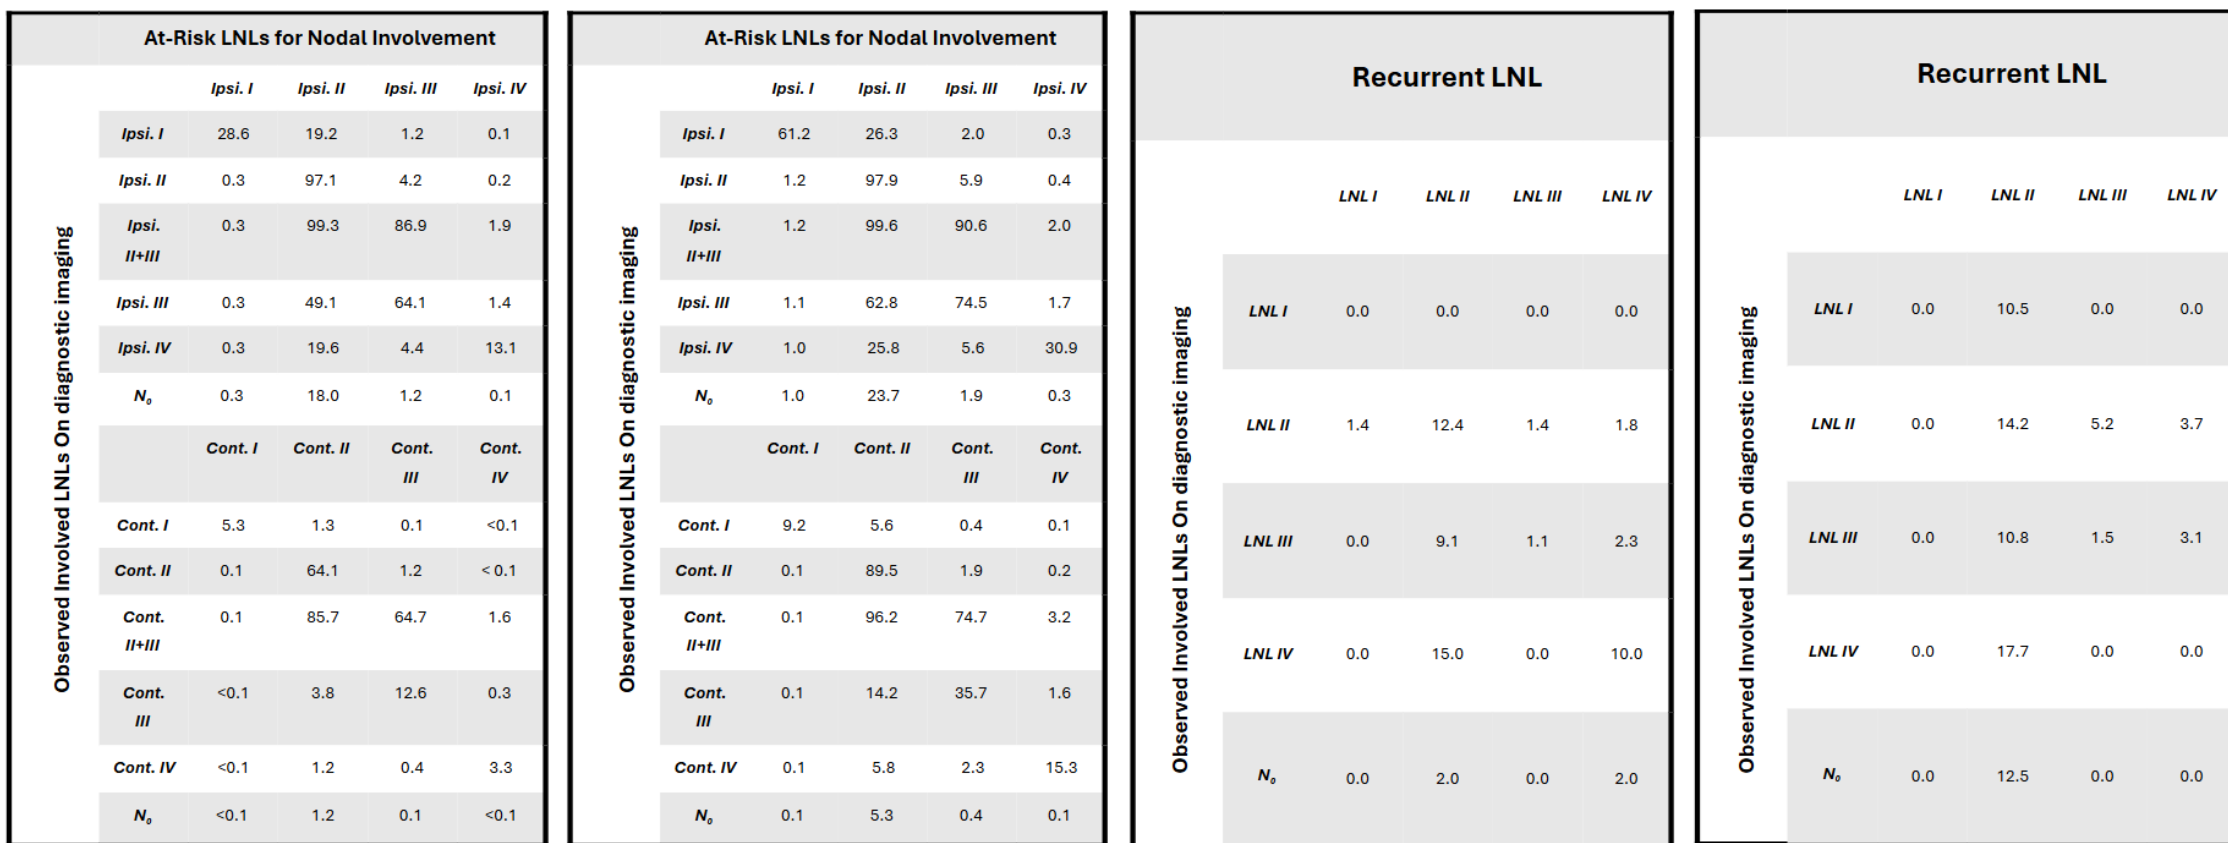 At-Risk LNLs for Nodal Involvement
Observed Involved LNLs On diagnostic imaging
Ipsi. I Ipsi. II Ipsi. III Ipsi. IV
Ipsi. I 28.6 19.2 1.2 0.1
Ipsi. II 0.3 97.1 4.2 0.2
Ipsi. II+III 0.3 99.3 86.9 1.9
Ipsi. III 0.3 49.1 64.1 1.4
Ipsi. IV 0.3 19.6 4.4 13.1
N₀ 0.3 18.0 1.2 0.1
Cont. I Cont. II Cont. III Cont. IV
Cont. I 5.3 1.3 0.1 <0.1
Cont. II 0.1 64.1 1.2 < 0.1
Cont. II+III 0.1 85.7 64.7 1.6
Cont. III <0.1 3.8 12.6 0.3
Cont. IV <0.1 1.2 0.4 3.3
N₀ <0.1 1.2 0.1 <0.1
At-Risk LNLs for Nodal Involvement
Observed Involved LNLs On diagnostic imaging
Ipsi. I Ipsi. II Ipsi. III Ipsi. IV
Ipsi. I 61.2 26.3 2.0 0.3
Ipsi. II 1.2 97.9 5.9 0.4
Ipsi. II+III 1.2 99.6 90.6 2.0
Ipsi. III 1.1 62.8 74.5 1.7
Ipsi. IV 1.0 25.8 5.6 30.9
N₀ 1.0 23.7 1.9 0.3
Cont. I Cont. II Cont. III Cont. IV
Cont. I 9.2 5.6 0.4 0.1
Cont. II 0.1 89.5 1.9 0.2
Cont. II+III 0.1 96.2 74.7 3.2
Cont. III 0.1 14.2 35.7 1.6
Cont. IV 0.1 5.8 2.3 15.3
N₀ 0.1 5.3 0.4 0.1
Recurrent LNL
Observed Involved LNLs On diagnostic imaging
LNL I LNL II LNL III LNL IV
LNL I 0.0 0.0 0.0 0.0
LNL II 1.4 12.4 1.4 1.8
LNL III 0.0 9.1 1.1 2.3
LNL IV 0.0 15.0 0.0 10.0
N₀ 0.0 2.0 0.0 2.0
Recurrent LNL
Observed Involved LNLs On diagnostic imaging
LNL I LNL II LNL III LNL IV
LNL I 0.0 10.5 0.0 0.0
LNL II 0.0 14.2 5.2 3.7
LNL III 0.0 10.8 1.5 3.1
LNL IV 0.0 17.7 0.0 0.0
N₀ 0.0 12.5 0.0 0.0